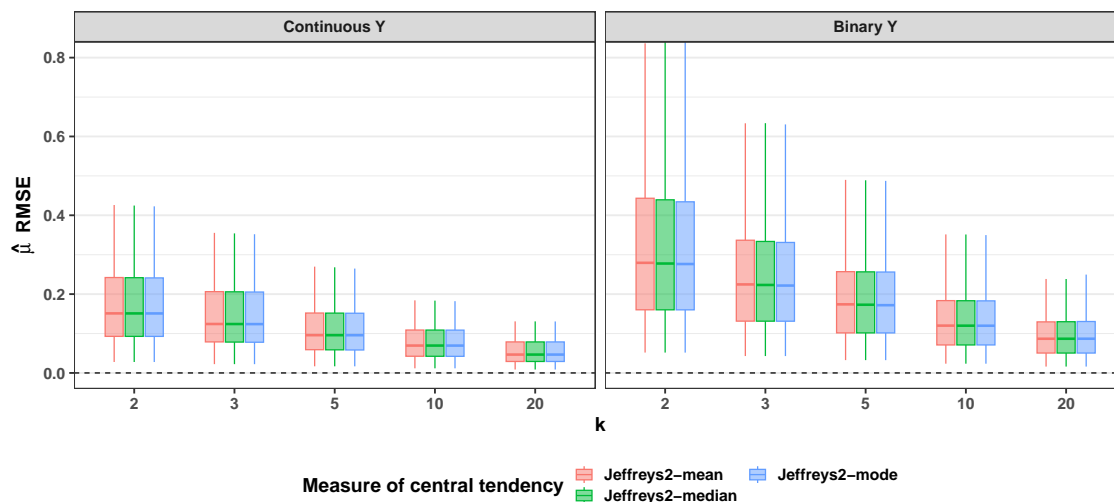 Continuous Y
Binary Y
0.8
0.6
0.4
0.2
0.0
μ̂ RMSE
2 3 5 10 20
2 3 5 10 20
k
Measure of central tendency
Jeffreys2−mean
Jeffreys2−median
Jeffreys2−mode